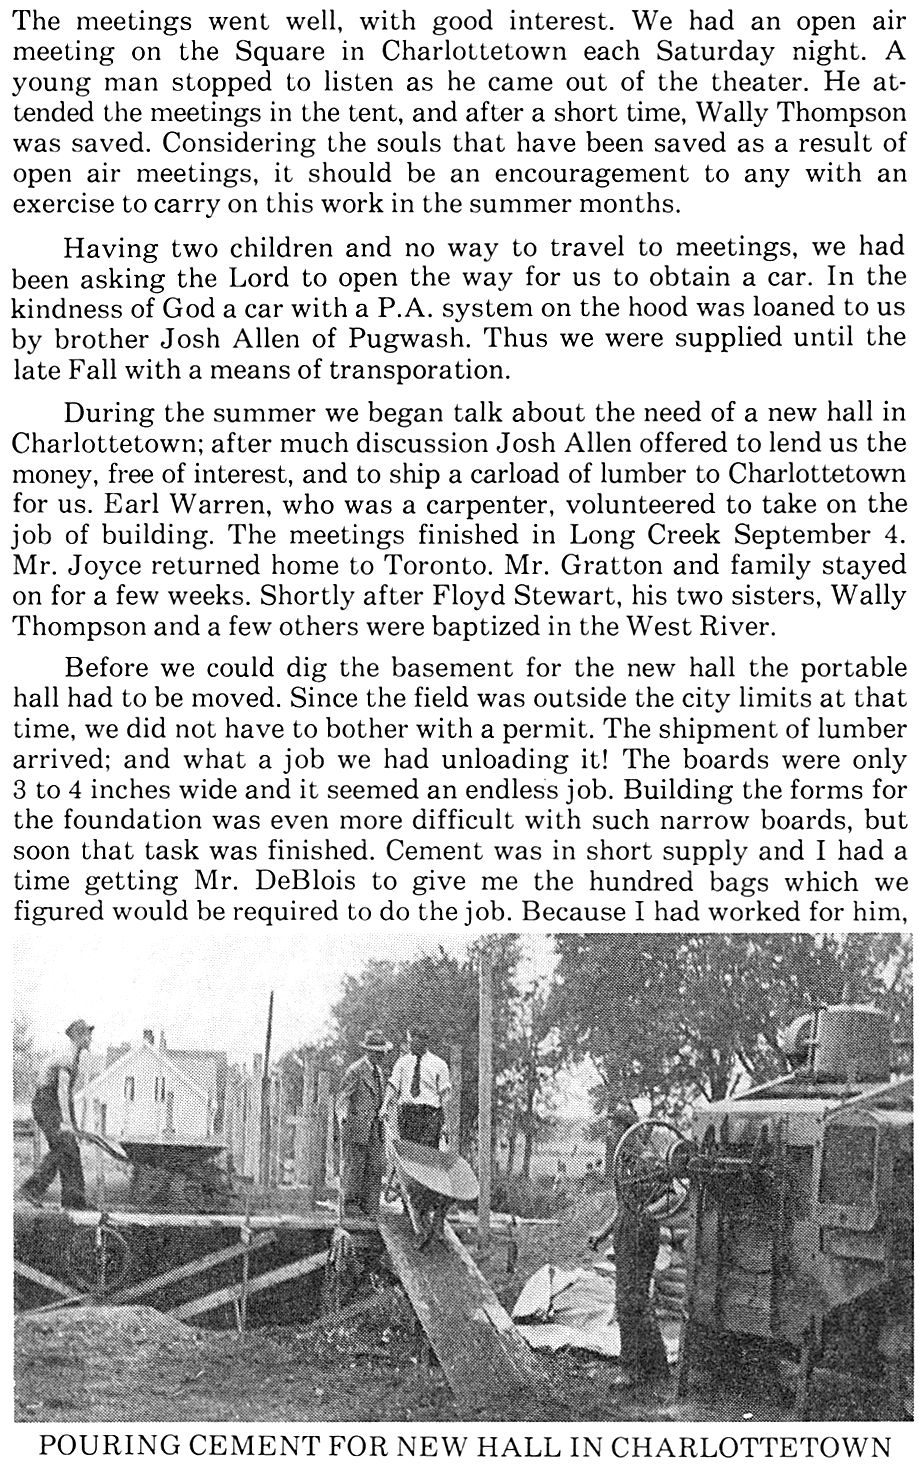 The meetings went well, with good interest. We had an open air
meeting on the Square in Charlottetown each Saturday night. A
young man stopped to listen as he came out of the theater. He at-
tended the meetings in the tent, and after a short time, Wally Thompson
was saved. Considering the souls that have been saved as a result of
open air meetings, it should be an encouragement to any with an
exercise to carry on this work in the summer months.
Having two children and no way to travel to meetings, we had
been asking the Lord to open the way for us to obtain a car. In the
kindness of God a car with a P.A. system on the hood was loaned to us
by brother Josh Allen of Pugwash. Thus we were supplied until the
late Fall with a means of transporation.
During the summer we began talk about the need of a new hall in
Charlottetown; after much discussion Josh Allen offered to lend us the
money, free of interest, and to ship a carload of lumber to Charlottetown
for us. Earl Warren, who was a carpenter, volunteered to take on the
job of building. The meetings finished in Long Creek September 4.
Mr. Joyce returned home to Toronto. Mr. Gratton and family stayed
on for a few weeks. Shortly after Floyd Stewart, his two sisters, Wally
Thompson and a few others were baptized in the West River.
Before we could dig the basement for the new hall the portable
hall had to be moved. Since the field was outside the city limits at that
time, we did not have to bother with a permit. The shipment of lumber
arrived; and what a job we had unloading it! The boards were only
3 to 4 inches wide and it seemed an endless job. Building the forms for
the foundation was even more difficult with such narrow boards, but
soon that task was finished. Cement was in short supply and I had a
time getting Mr. DeBlois to give me the hundred bags which we
figured would be required to do the job. Because I had worked for him,
POURING CEMENT FOR NEW HALL IN CHARLOTTETOWN